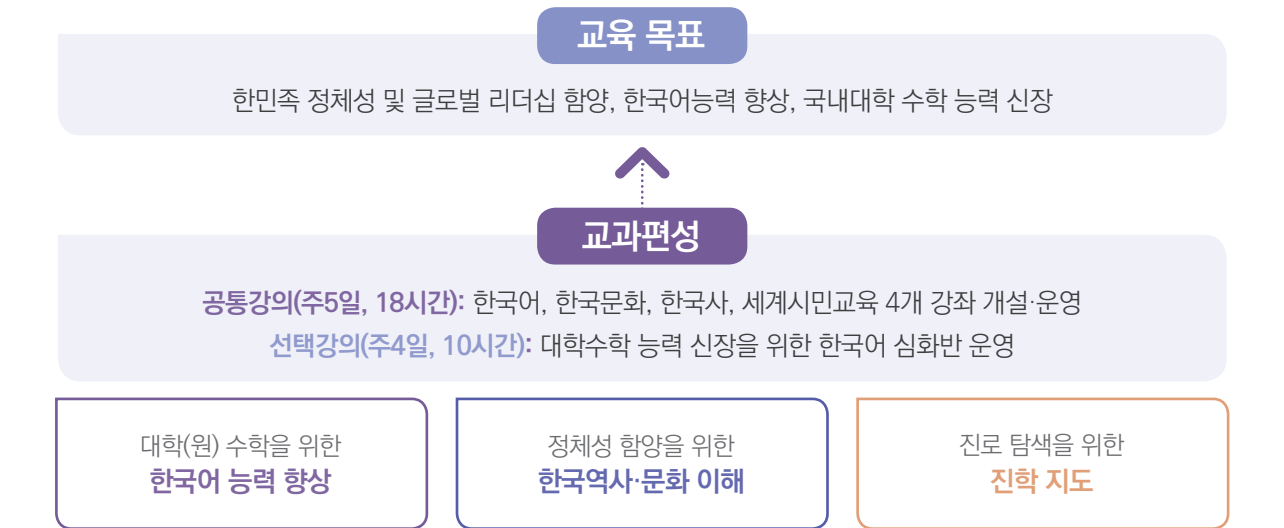 교육 목표
한민족 정체성 및 글로벌 리더십 함양, 한국어능력 향상, 국내대학 수학 능력 신장
교과편성
공통강의(주5일, 18시간): 한국어, 한국문화, 한국사, 세계시민교육 4개 강좌 개설·운영
선택강의(주4일, 10시간): 대학수학 능력 신장을 위한 한국어 심화반 운영
대학(원) 수학을 위한
한국어 능력 향상
정체성 함양을 위한
한국역사·문화 이해
진로 탐색을 위한
진학 지도